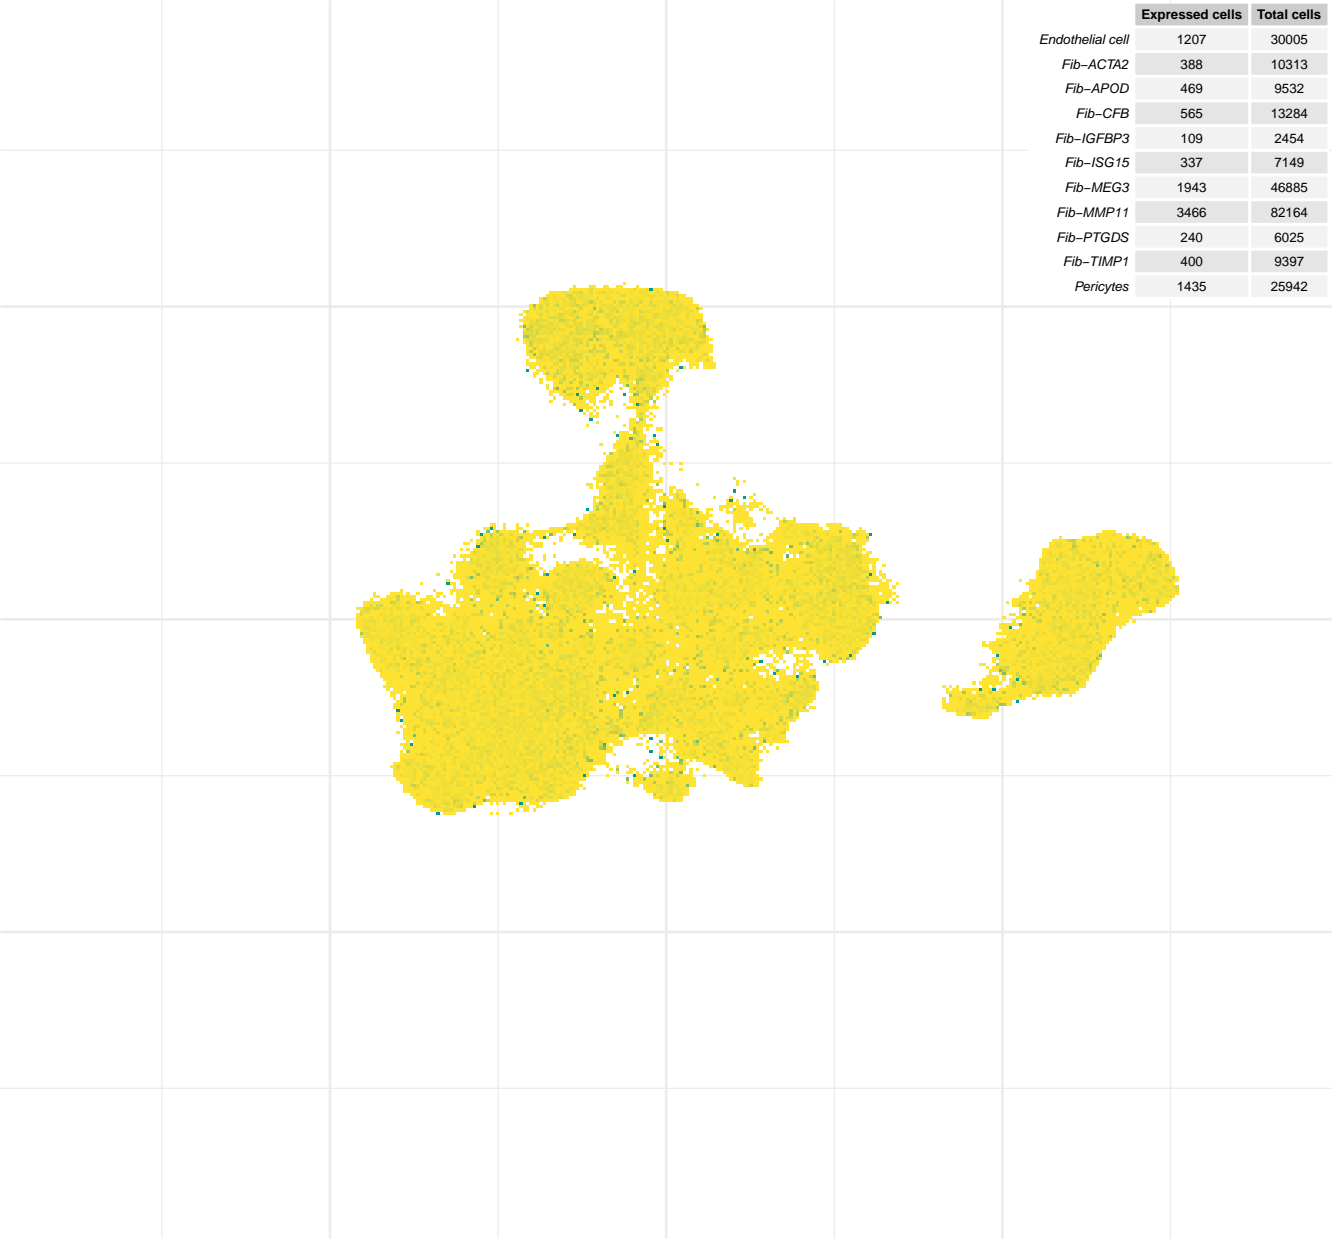 Expressed cells Total cells
Endothelial cell 1207 30005
Fib−ACTA2 388 10313
Fib−APOD 469 9532
Fib−CFB 565 13284
Fib−IGFBP3 109 2454
Fib−ISG15 337 7149
Fib−MEG3 1943 46885
Fib−MMP11 3466 82164
Fib−PTGDS 240 6025
Fib−TIMP1 400 9397
Pericytes 1435 25942